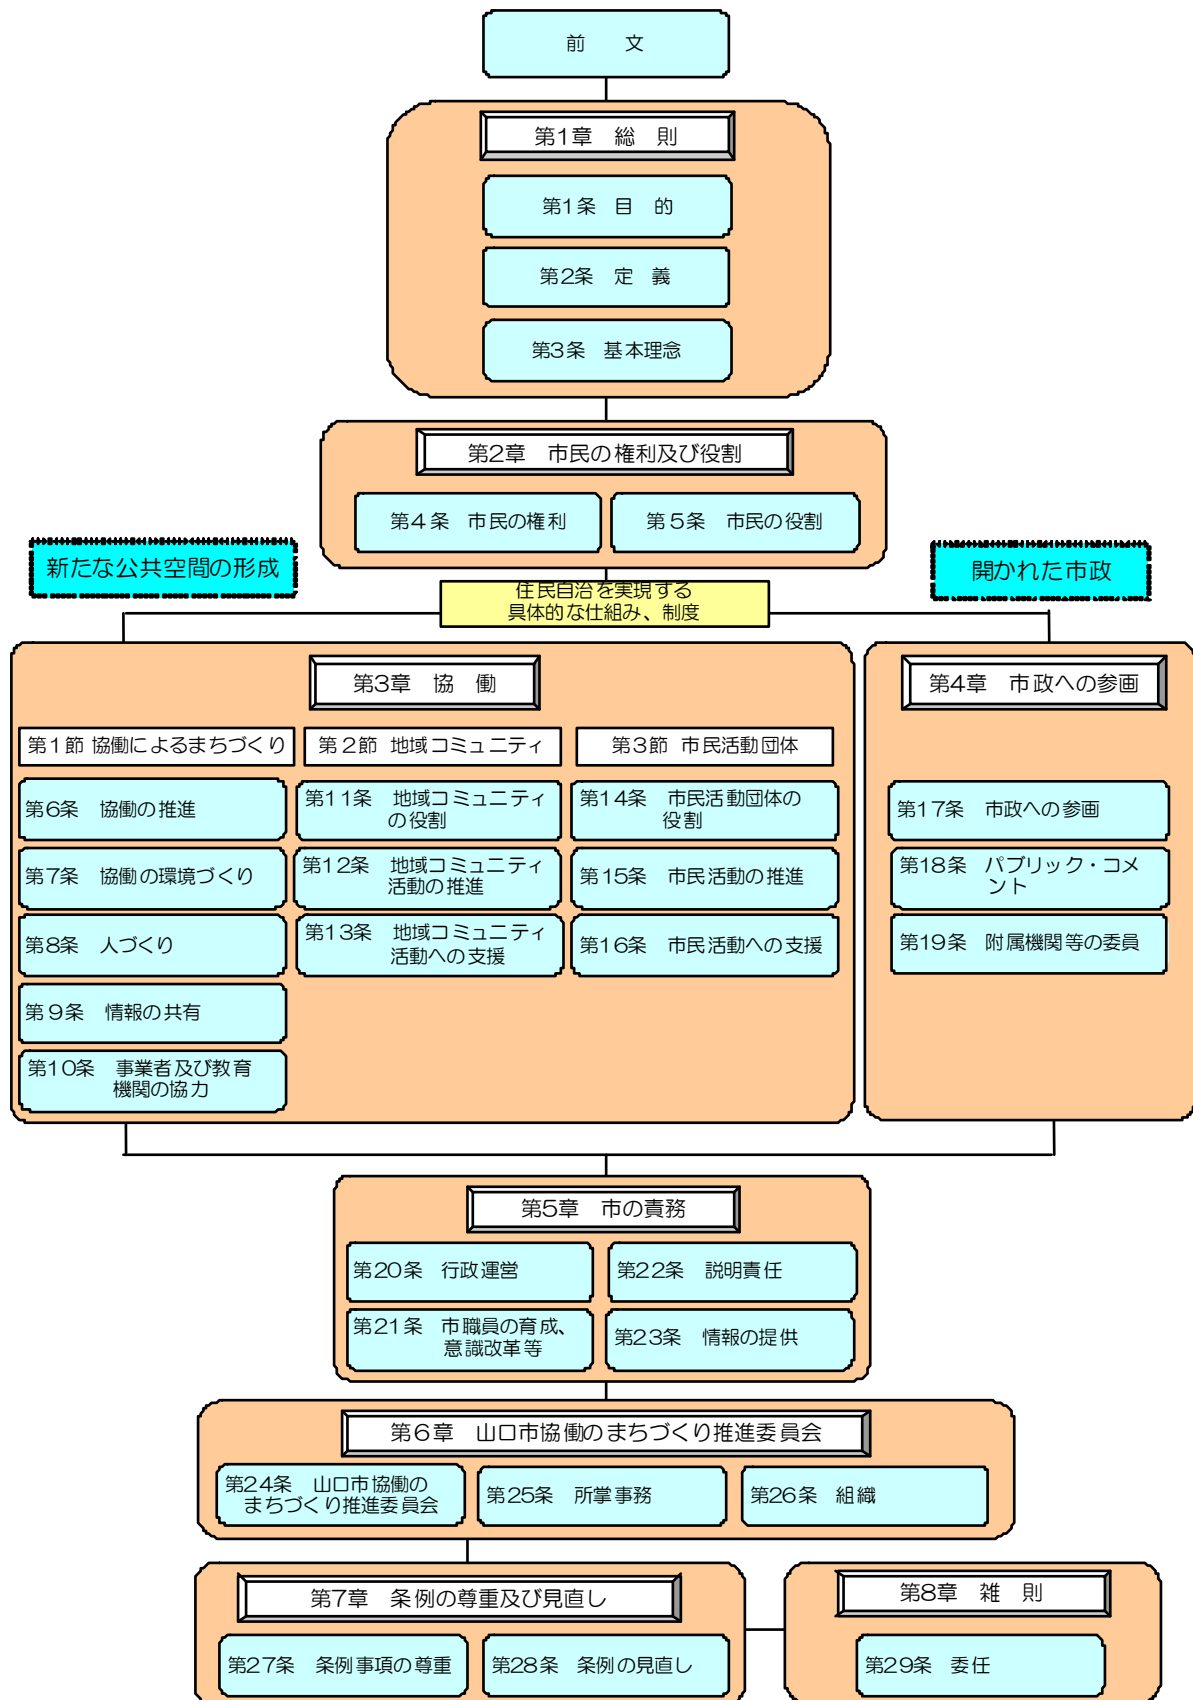 前　文
第1章　総　則
第1条　目　的
第2条　定　義
第3条　基本理念
第2章　市民の権利及び役割
第4条　市民の権利
第5条　市民の役割
新たな公共空間の形成
開かれた市政
住民自治を実現する
具体的な仕組み、制度
第3章　協　働
第1節 協働によるまちづくり
第6条　協働の推進
第7条　協働の環境づくり
第8条　人づくり
第9条　情報の共有
第10条　事業者及び教育
機関の協力
第2節 地域コミュニティ
第11条　地域コミュニティ
の役割
第12条　地域コミュニティ
活動の推進
第13条　地域コミュニティ
活動への支援
第3節 市民活動団体
第14条　市民活動団体の
役割
第15条　市民活動の推進
第16条　市民活動への支援
第4章　市政への参画
第17条　市政への参画
第18条　パブリック・コメ
ント
第19条　附属機関等の委員
第5章　市の責務
第20条　行政運営
第21条　市職員の育成、
意識改革等
第22条　説明責任
第23条　情報の提供
第6章　山口市協働のまちづくり推進委員会
第24条　山口市協働の
まちづくり推進委員会
第25条　所掌事務
第26条　組織
第7章　条例の尊重及び見直し
第27条　条例事項の尊重
第28条　条例の見直し
第8章　雑　則
第29条　委任